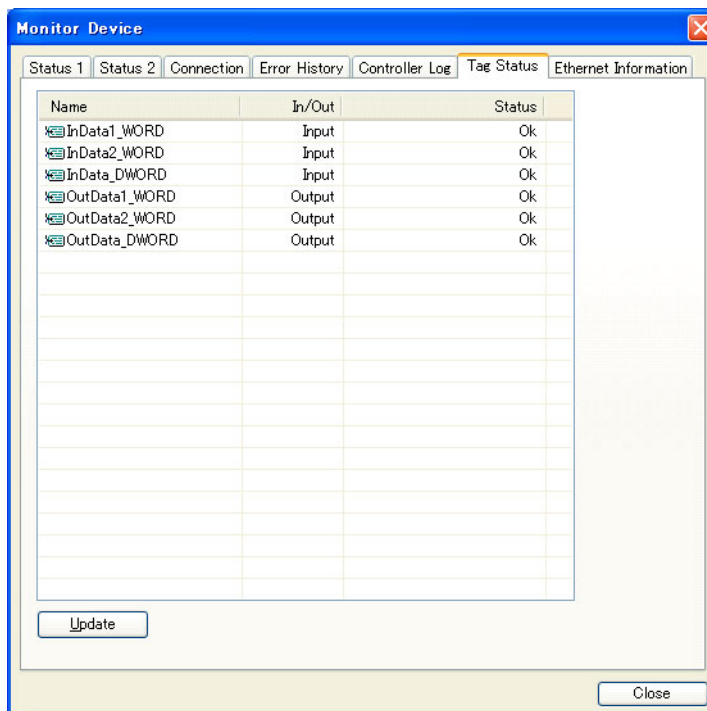 Monitor Device
Status 1 Status 2 Connection Error History Controller Log Tag Status Ethernet Information
Name In/Out Status
InData1_WORD Input Ok
InData2_WORD Input Ok
InData_DWORD Input Ok
OutData1_WORD Output Ok
OutData2_WORD Output Ok
OutData_DWORD Output Ok
Update
Close